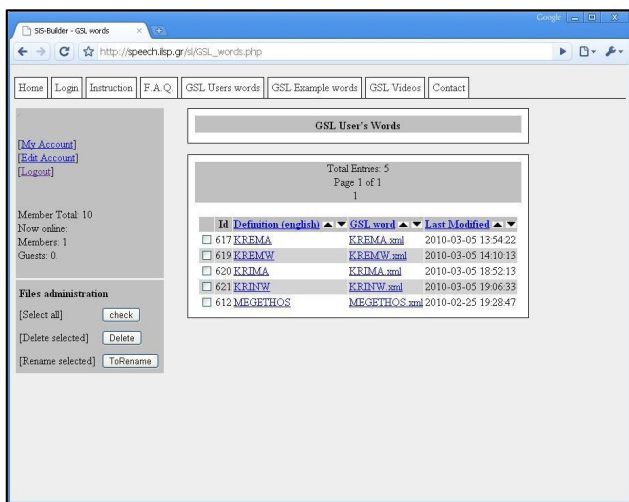 Google
SiS-Builder - GSL words
http://speech.ilsp.gr/sl/GSL_words.php
Home Login Instruction F.A.Q. GSL Users words GSL Example words GSL Videos Contact
[My Account]
[Edit Account]
[Logout]
Member Total: 10
Now online:
Members: 1
Guests: 0.
Files administration
[Select all] check
[Delete selected] Delete
[Rename selected] ToRename
GSL User's Words
Total Entries: 5
Page 1 of 1
1
Id Definition (english) ▲ ▼ GSL word ▲ ▼ Last Modified ▲ ▼
617 KREMA KREMA.xml 2010-03-05 13:54:22
619 KREMW KREMW.xml 2010-03-05 14:10:13
620 KRIMA KRIMA.xml 2010-03-05 18:52:13
621 KRINW KRINW.xml 2010-03-05 19:06:33
612 MEGETHOS MEGETHOS.xml 2010-02-25 19:28:47